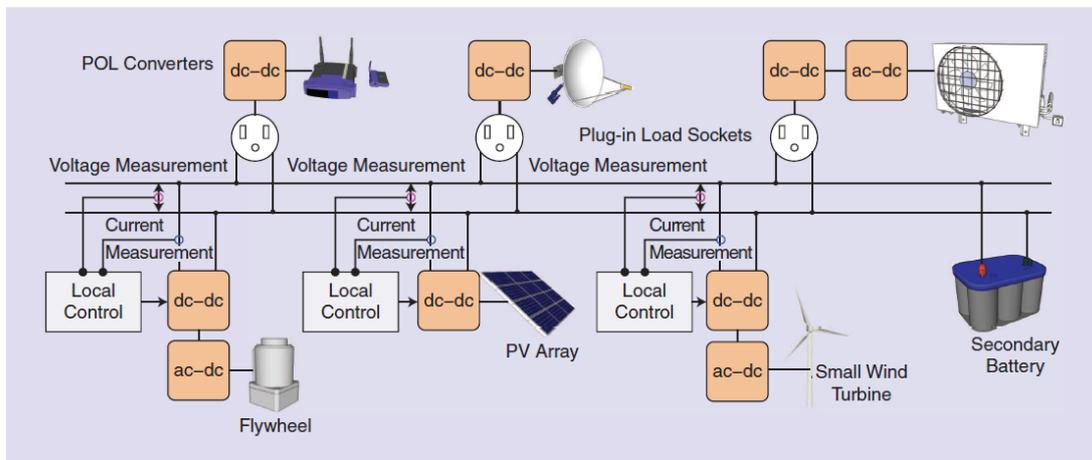 POL Converters
dc–dc
dc–dc
dc–dc
ac–dc
Plug-in Load Sockets
Voltage Measurement
Voltage Measurement
Voltage Measurement
Current
Measurement
Current
Measurement
Current
Measurement
Local
Control
dc–dc
Local
Control
dc–dc
Local
Control
dc–dc
PV Array
ac–dc
Flywheel
ac–dc
Small Wind
Turbine
Secondary
Battery